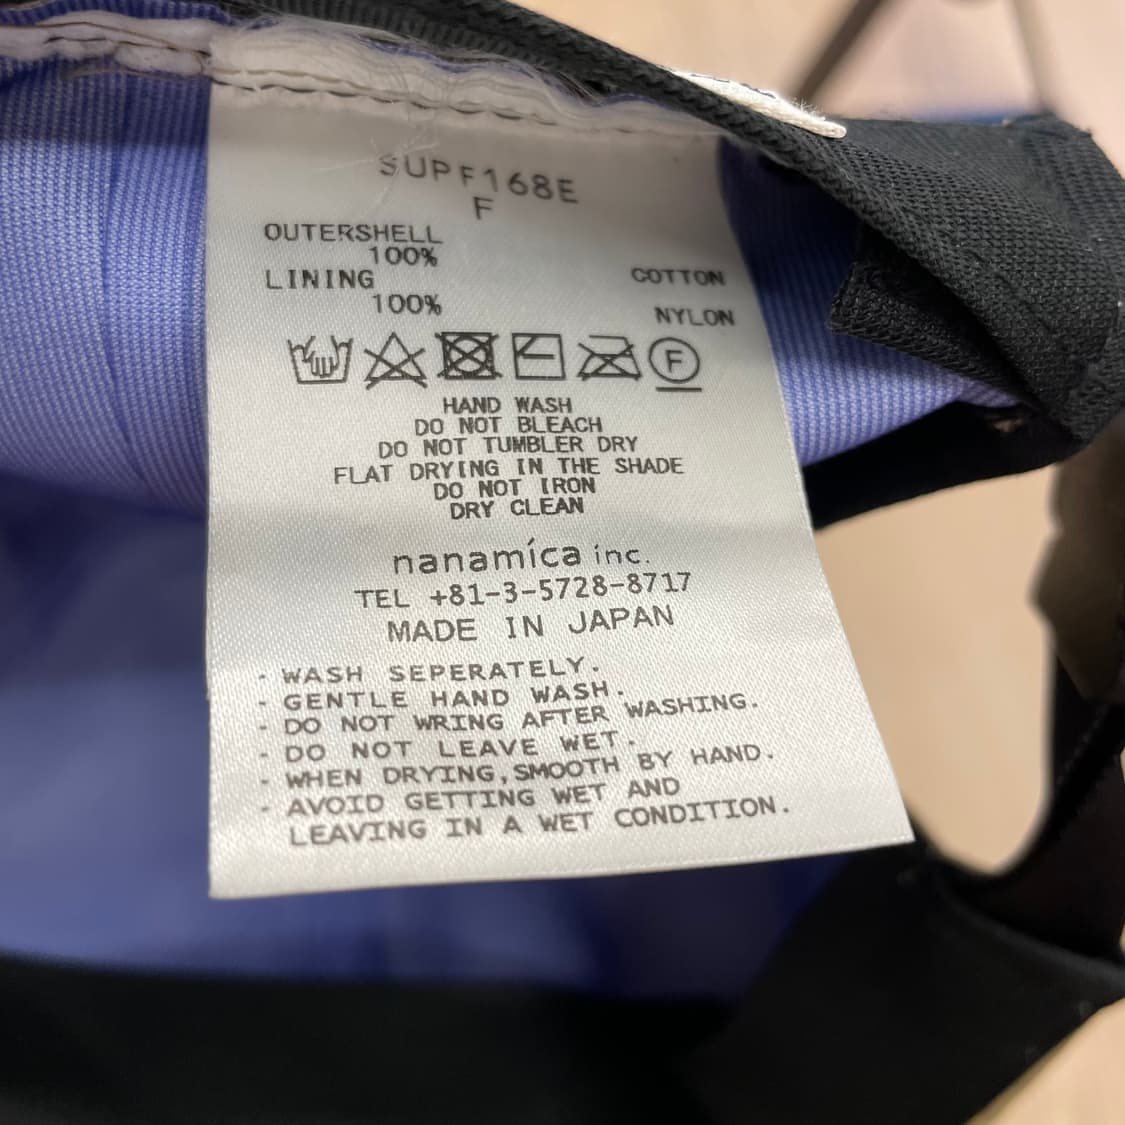 SUPF168E
F
OUTERSHELL
100% COTTON
LINING
100% NYLON
F
HAND WASH
DO NOT BLEACH
DO NOT TUMBLER DRY
FLAT DRYING IN THE SHADE
DO NOT IRON
DRY CLEAN
nanamíca inc.
TEL +81-3-5728-8717
MADE IN JAPAN
- WASH SEPERATELY.
- GENTLE HAND WASH.
- DO NOT WRING AFTER WASHING.
- DO NOT LEAVE WET.
- WHEN DRYING, SMOOTH BY HAND.
- AVOID GETTING WET AND
LEAVING IN A WET CONDITION.